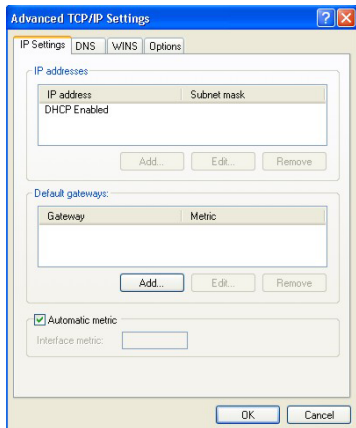 Advanced TCP/IP Settings
IP Settings DNS WINS Options
IP addresses
IP address Subnet mask
DHCP Enabled
Add... Edit... Remove
Default gateways:
Gateway Metric
Add... Edit... Remove
Automatic metric
Interface metric:
OK Cancel